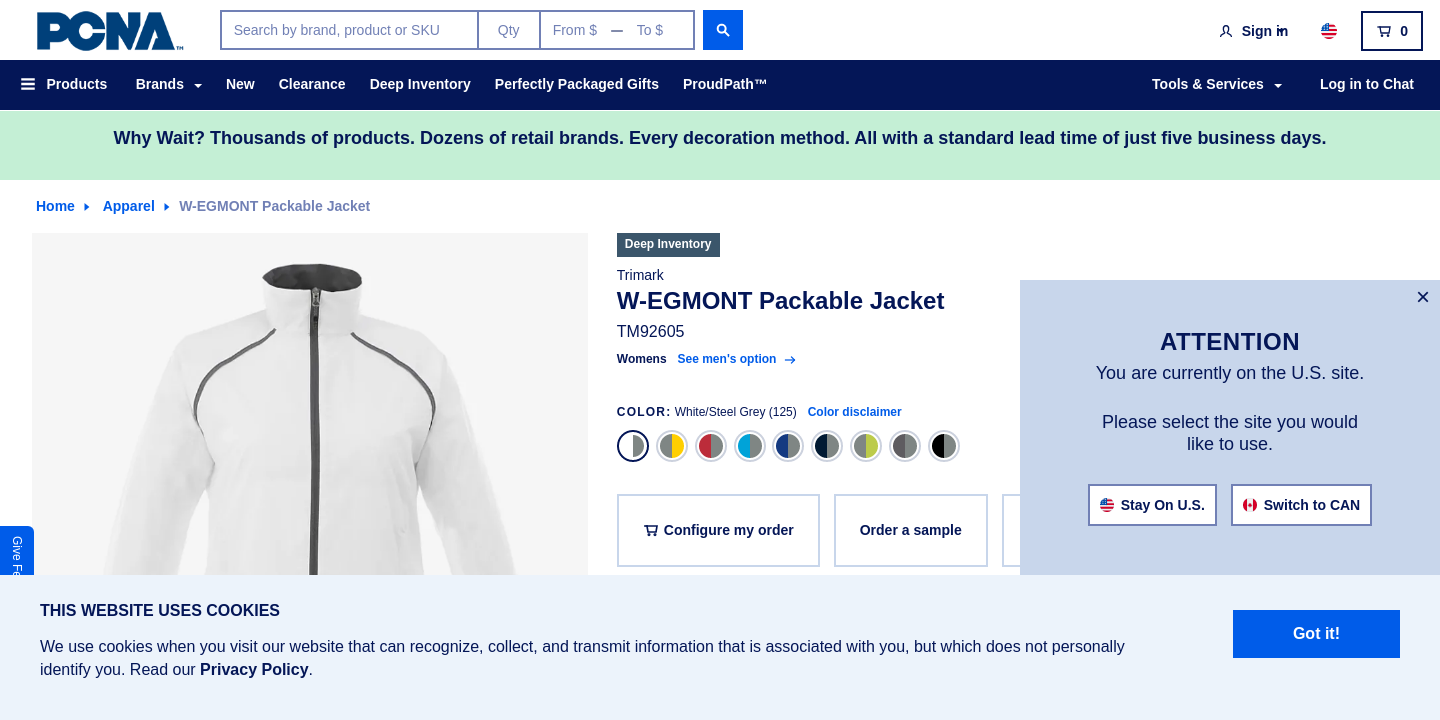 PCNA™
Search by brand, product or SKU
Qty
From $ — To $
Sign in
0
Products
Brands
New
Clearance
Deep Inventory
Perfectly Packaged Gifts
ProudPath™
Tools & Services
Log in to Chat
Why Wait? Thousands of products. Dozens of retail brands. Every decoration method. All with a standard lead time of just five business days.
Home
Apparel
W-EGMONT Packable Jacket
Deep Inventory
Trimark
W-EGMONT Packable Jacket
TM92605
Womens See men's option
COLOR: White/Steel Grey (125) Color disclaimer
Configure my order
Order a sample
ATTENTION
You are currently on the U.S. site.
Please select the site you would
like to use.
Stay On U.S.
Switch to CAN
Give
THIS WEBSITE USES COOKIES
We use cookies when you visit our website that can recognize, collect, and transmit information that is associated with you, but which does not personally
identify you. Read our Privacy Policy.
Got it!